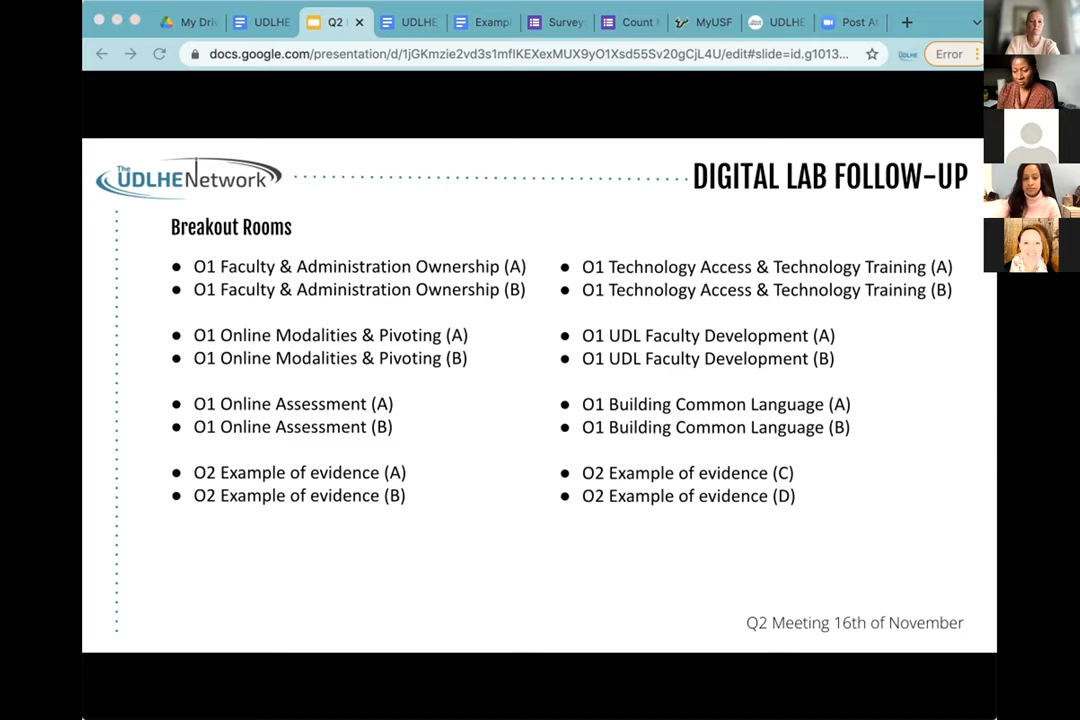 My Dri
UDLHE
Q2
UDLHE
Exampl
Survey
Count
MyUSF
UDLHE
Post A
docs.google.com/presentation/d/1jGKmzie2vd3s1mflKEXexMUX9yO1Xsd55Sv20gCjL4U/edit#slide=id.g1013...
UDLHE
Error
The
UDLHE Network
DIGITAL LAB FOLLOW-UP
Breakout Rooms
● O1 Faculty & Administration Ownership (A)
● O1 Faculty & Administration Ownership (B)
● O1 Online Modalities & Pivoting (A)
● O1 Online Modalities & Pivoting (B)
● O1 Online Assessment (A)
● O1 Online Assessment (B)
● O2 Example of evidence (A)
● O2 Example of evidence (B)
● O1 Technology Access & Technology Training (A)
● O1 Technology Access & Technology Training (B)
● O1 UDL Faculty Development (A)
● O1 UDL Faculty Development (B)
● O1 Building Common Language (A)
● O1 Building Common Language (B)
● O2 Example of evidence (C)
● O2 Example of evidence (D)
Q2 Meeting 16th of November